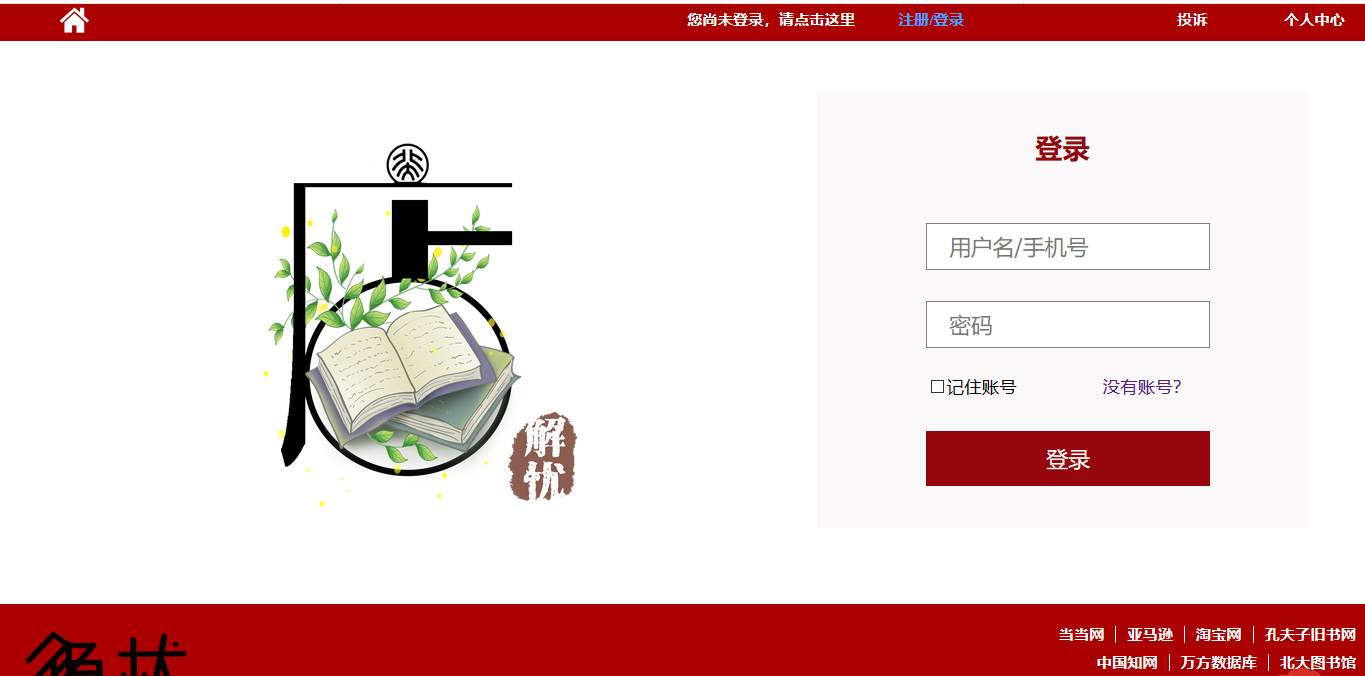 您尚未登录，请点击这里 注册/登录 投诉 个人中心
登录
用户名/手机号
密码
记住账号 没有账号?
登录
解忧
当当网 | 亚马逊 | 淘宝网 | 孔夫子旧书网
中国知网 | 万方数据库 | 北大图书馆